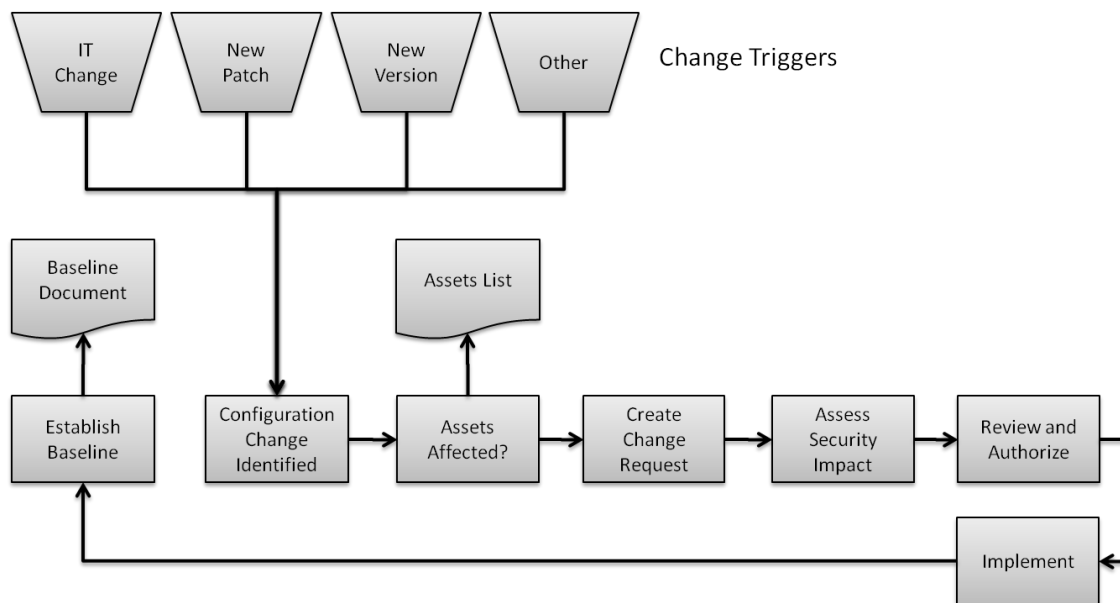 IT
Change
New
Patch
New
Version
Other
Change Triggers
Baseline
Document
Assets List
Establish
Baseline
Configuration
Change
Identified
Assets
Affected?
Create
Change
Request
Assess
Security
Impact
Review and
Authorize
Implement